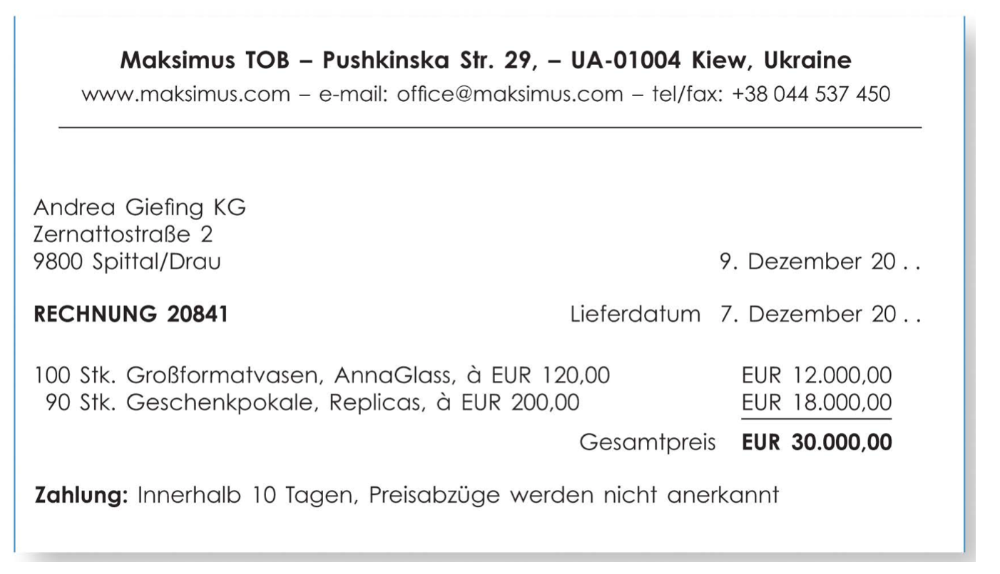 Maksimus TOB – Pushkinska Str. 29, – UA-01004 Kiew, Ukraine
www.maksimus.com – e-mail: office@maksimus.com – tel/fax: +38 044 537 450
Andrea Giefing KG
Zernattostraße 2
9800 Spittal/Drau 9. Dezember 20 . .
RECHNUNG 20841 Lieferdatum 7. Dezember 20 . .
100 Stk. Großformatvasen, AnnaGlass, à EUR 120,00 EUR 12.000,00
90 Stk. Geschenkpokale, Replicas, à EUR 200,00 EUR 18.000,00
Gesamtpreis EUR 30.000,00
Zahlung: Innerhalb 10 Tagen, Preisabzüge werden nicht anerkannt